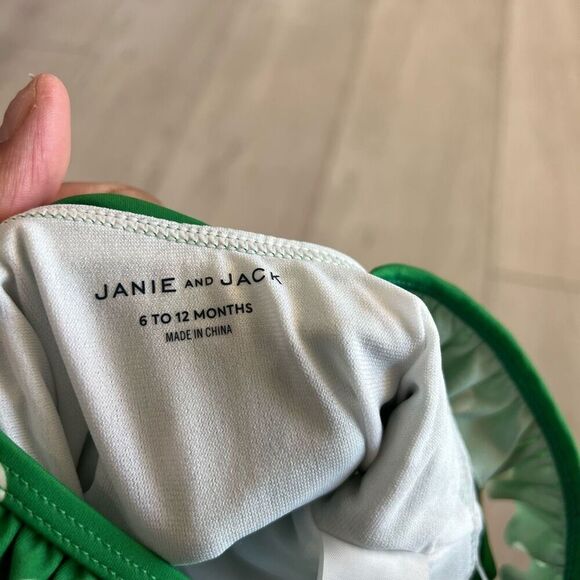 JANIE AND JACK
6 TO 12 MONTHS
MADE IN CHINA